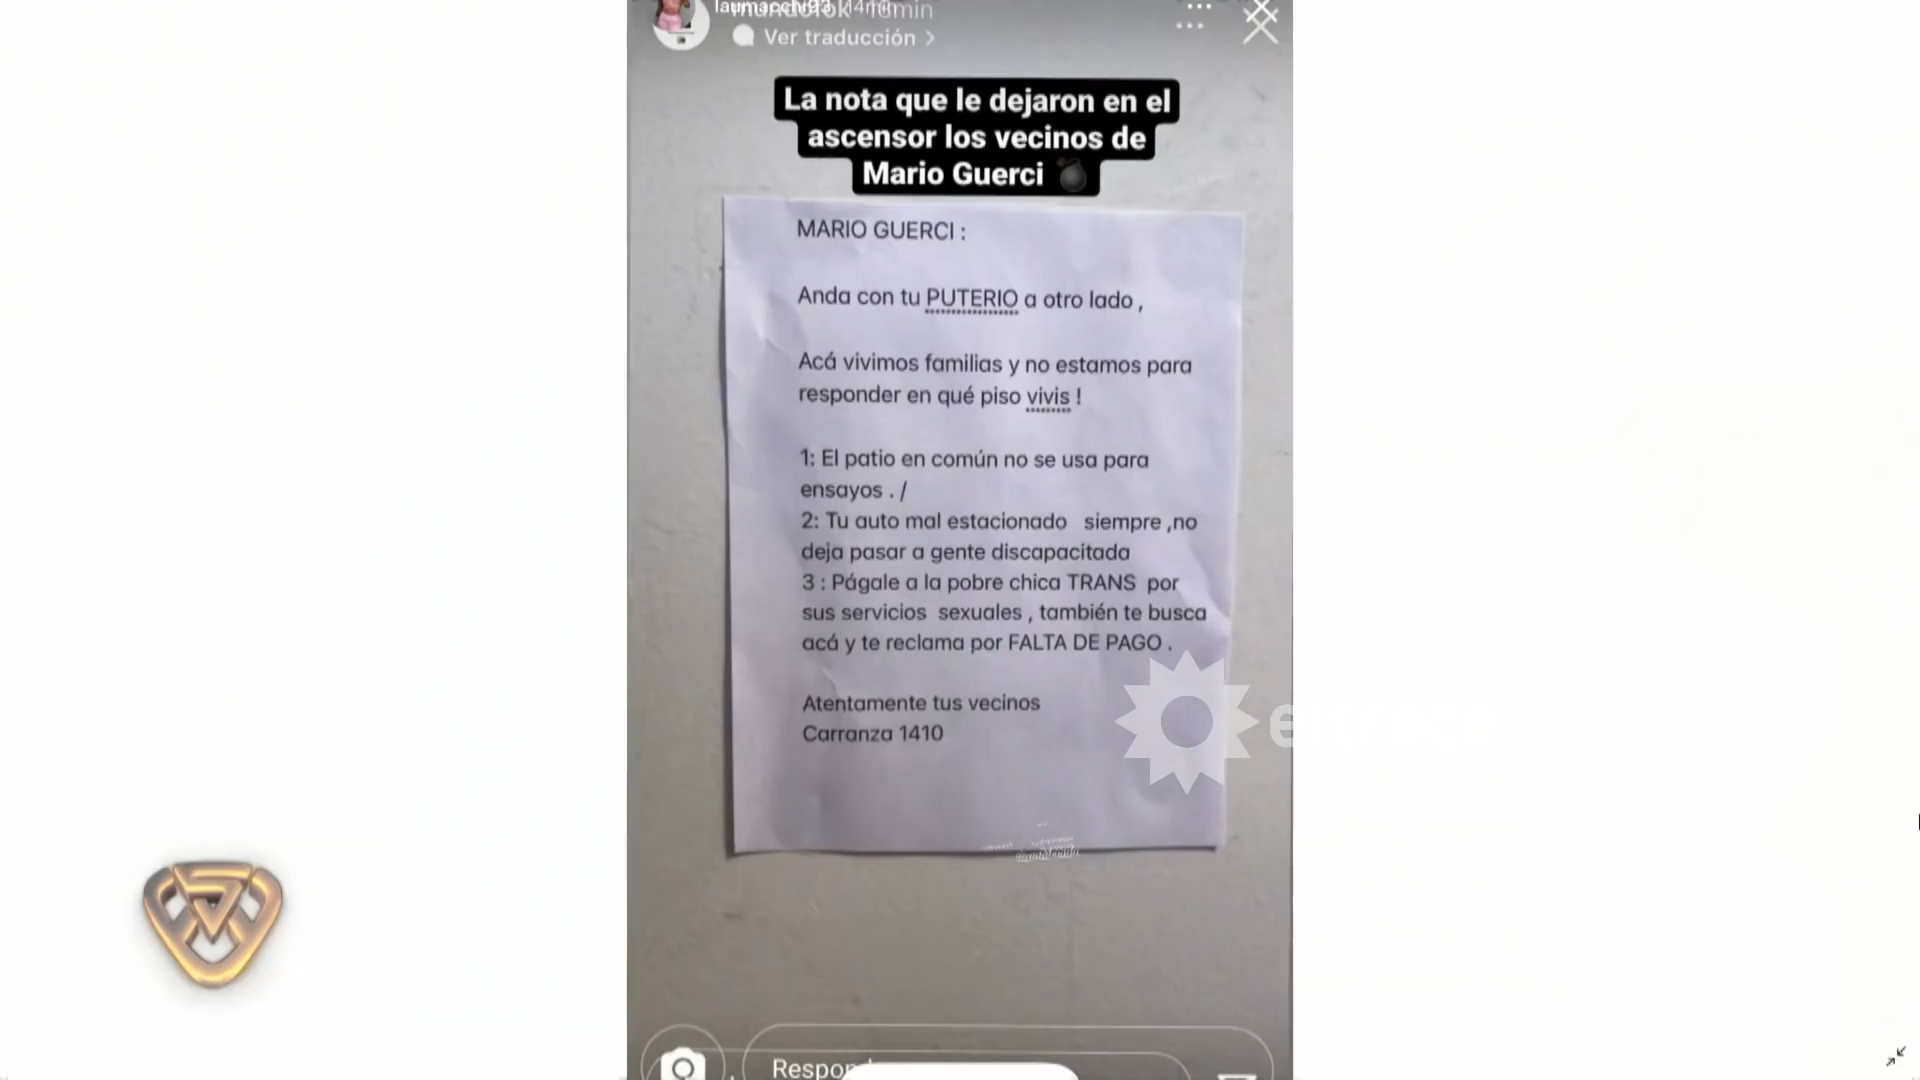 laumacchi93 14min
Ver traducción >
La nota que le dejaron en el
ascensor los vecinos de
Mario Guerci
MARIO GUERCI :
Anda con tu PUTERIO a otro lado ,
Acá vivimos familias y no estamos para
responder en qué piso vivis !
1: El patio en común no se usa para
ensayos . /
2: Tu auto mal estacionado siempre ,no
deja pasar a gente discapacitada
3 : Págale a la pobre chica TRANS por
sus servicios sexuales , también te busca
acá y te reclama por FALTA DE PAGO .
Atentamente tus vecinos
Carranza 1410
eltrece